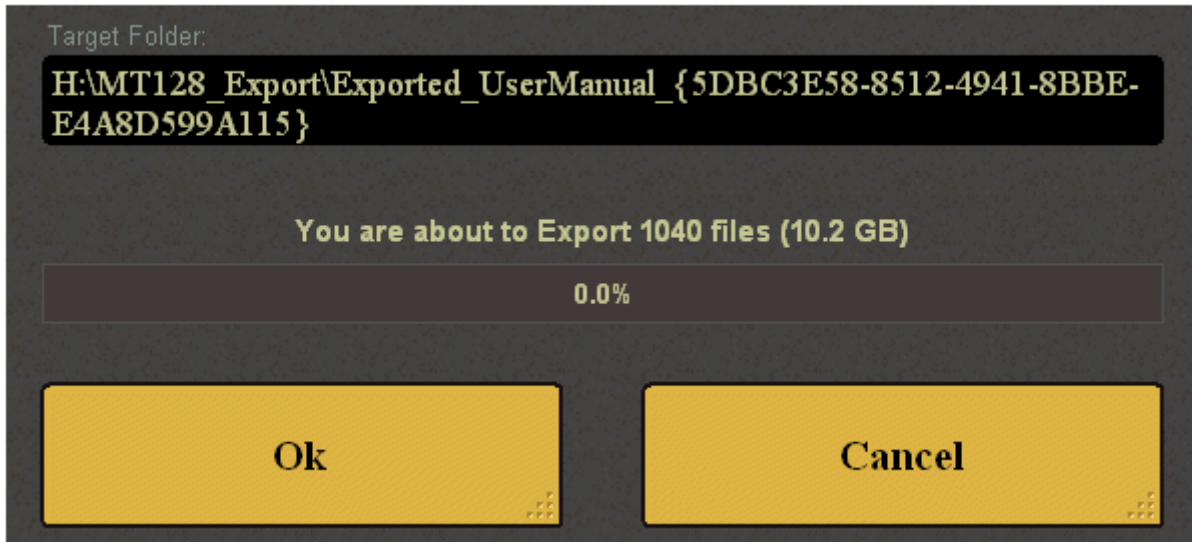 Target Folder:
H:\MT128_Export\Exported_UserManual_{5DBC3E58-8512-4941-8BBE-
E4A8D599A115}
You are about to Export 1040 files (10.2 GB)
0.0%
Ok
Cancel